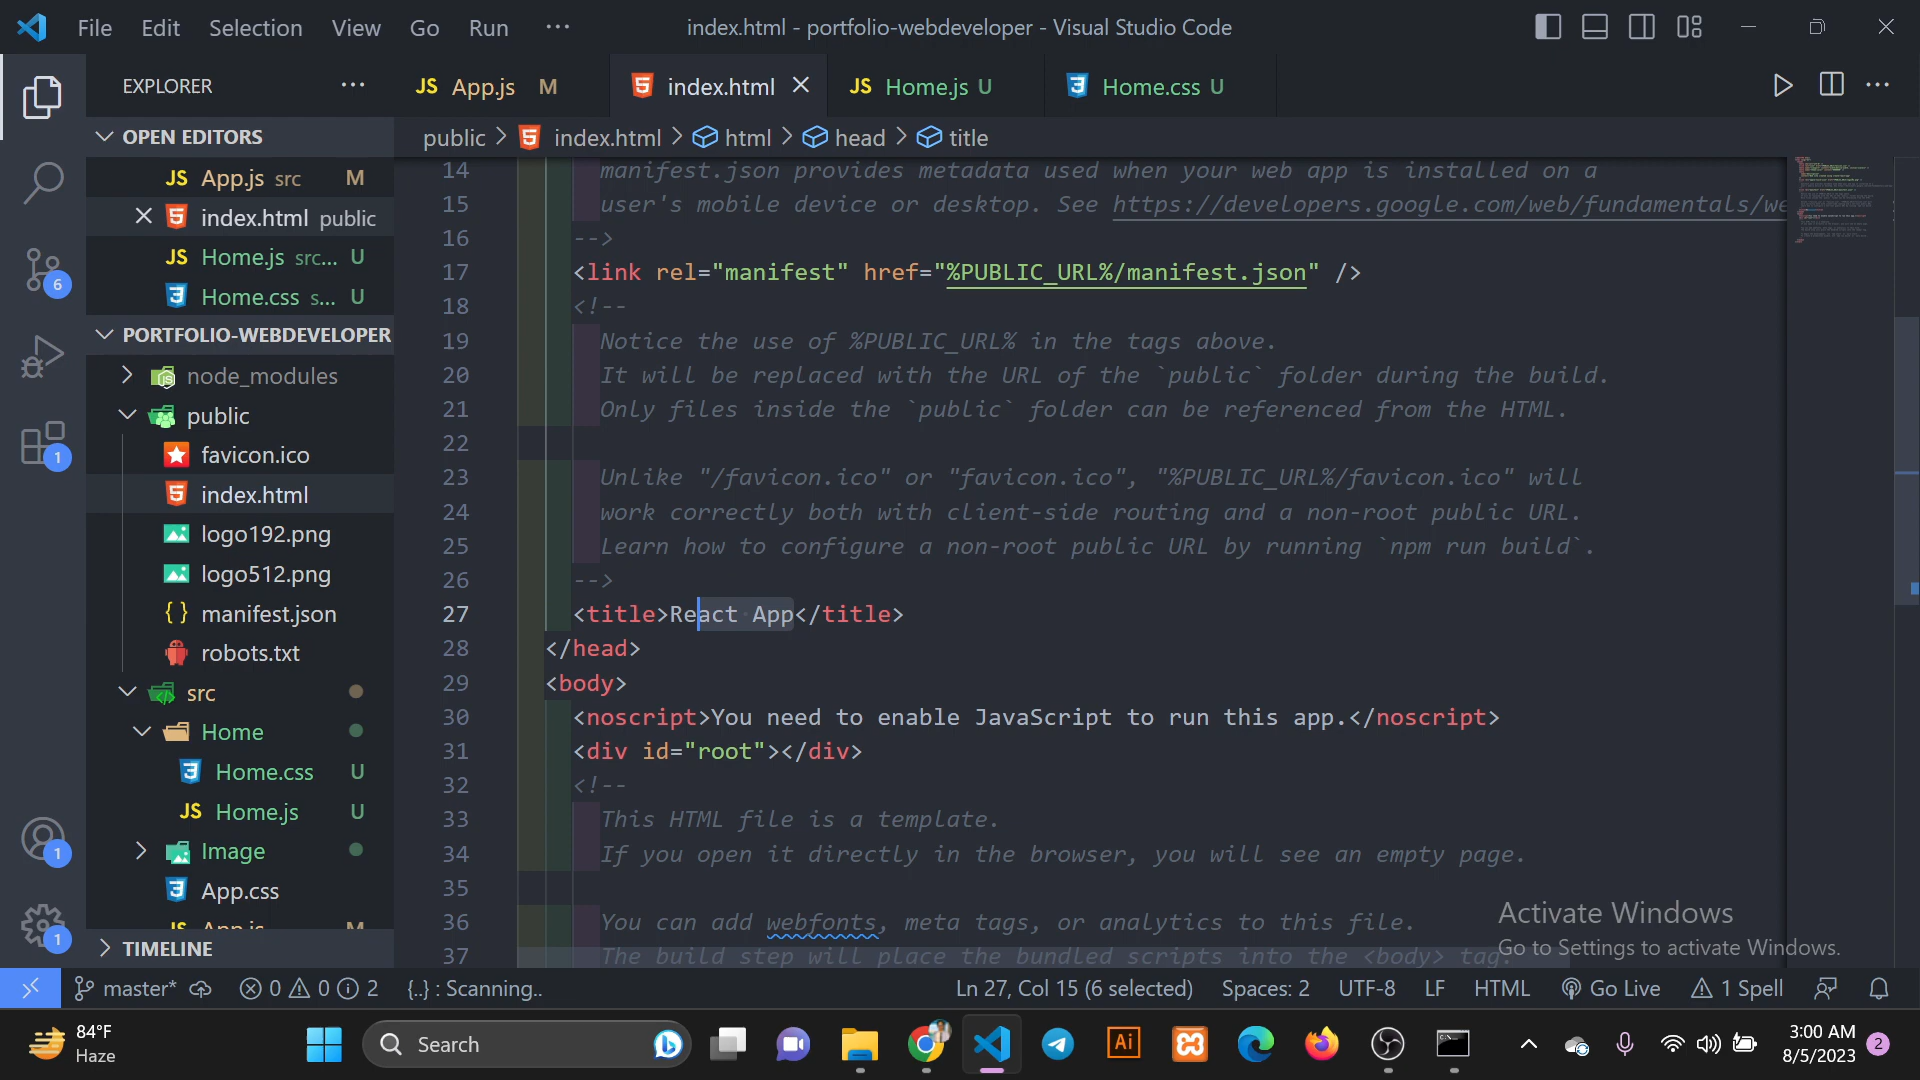 File Edit Selection View Go Run ··· index.html - portfolio-webdeveloper - Visual Studio Code
EXPLORER ···
JS App.js M
index.html
JS Home.js U
Home.css U
OPEN EDITORS
public > index.html > html > head > title
JS App.js src M
index.html public
JS Home.js src... U
Home.css s... U
PORTFOLIO-WEBDEVELOPER
node_modules
public
favicon.ico
index.html
logo192.png
logo512.png
{ } manifest.json
robots.txt
src
Home
Home.css U
JS Home.js U
Image
App.css
TIMELINE
6
1
1
1
14 manifest.json provides metadata used when your web app is installed on a
15 user's mobile device or desktop. See https://developers.google.com/web/fundamentals/we
16 -->
17 <link rel="manifest" href="%PUBLIC_URL%/manifest.json" />
18 <!--
19 Notice the use of %PUBLIC_URL% in the tags above.
20 It will be replaced with the URL of the `public` folder during the build.
21 Only files inside the `public` folder can be referenced from the HTML.
22
23 Unlike "/favicon.ico" or "favicon.ico", "%PUBLIC_URL%/favicon.ico" will
24 work correctly both with client-side routing and a non-root public URL.
25 Learn how to configure a non-root public URL by running `npm run build`.
26 -->
27 <title>React App</title>
28 </head>
29 <body>
30 <noscript>You need to enable JavaScript to run this app.</noscript>
31 <div id="root"></div>
32 <!--
33 This HTML file is a template.
34 If you open it directly in the browser, you will see an empty page.
35
36 You can add webfonts, meta tags, or analytics to this file.
37 The build step will place the bundled scripts into the <body> tag.
Activate Windows
Go to Settings to activate Windows.
master* 0 0 2 {..} : Scanning.. Ln 27, Col 15 (6 selected) Spaces: 2 UTF-8 LF HTML Go Live 1 Spell
84°F
Haze
Search
Ai
3:00 AM
8/5/2023
2